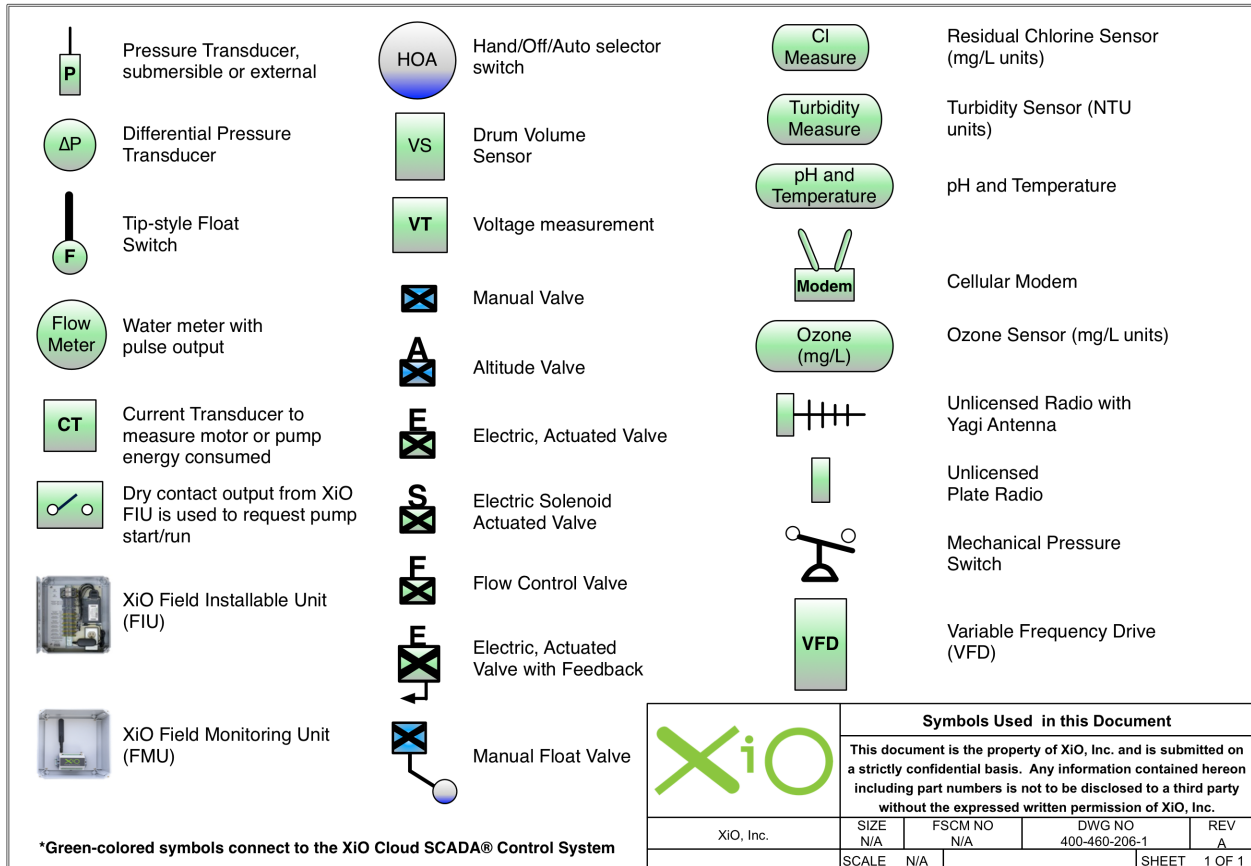 P
Pressure Transducer,
submersible or external
ΔP
Differential Pressure
Transducer
F
Tip-style Float
Switch
Flow
Meter
Water meter with
pulse output
CT
Current Transducer to
measure motor or pump
energy consumed
Dry contact output from XiO
FIU is used to request pump
start/run
XiO Field Installable Unit
(FIU)
XiO Field Monitoring Unit
(FMU)
*Green-colored symbols connect to the XiO Cloud SCADA® Control System
HOA
Hand/Off/Auto selector
switch
VS
Drum Volume
Sensor
VT
Voltage measurement
Manual Valve
A
Altitude Valve
E
Electric, Actuated Valve
S
Electric Solenoid
Actuated Valve
F
Flow Control Valve
E
Electric, Actuated
Valve with Feedback
Manual Float Valve
Cl
Measure
Residual Chlorine Sensor
(mg/L units)
Turbidity
Measure
Turbidity Sensor (NTU
units)
pH and
Temperature
pH and Temperature
Modem
Cellular Modem
Ozone
(mg/L)
Ozone Sensor (mg/L units)
Unlicensed Radio with
Yagi Antenna
Unlicensed
Plate Radio
Mechanical Pressure
Switch
VFD
Variable Frequency Drive
(VFD)
XiO
XiO, Inc.
Symbols Used in this Document
This document is the property of XiO, Inc. and is submitted on
a strictly confidential basis. Any information contained hereon
including part numbers is not to be disclosed to a third party
without the expressed written permission of XiO, Inc.
SIZE
N/A
FSCM NO
N/A
DWG NO
400-460-206-1
REV
A
SCALE N/A
SHEET 1 OF 1